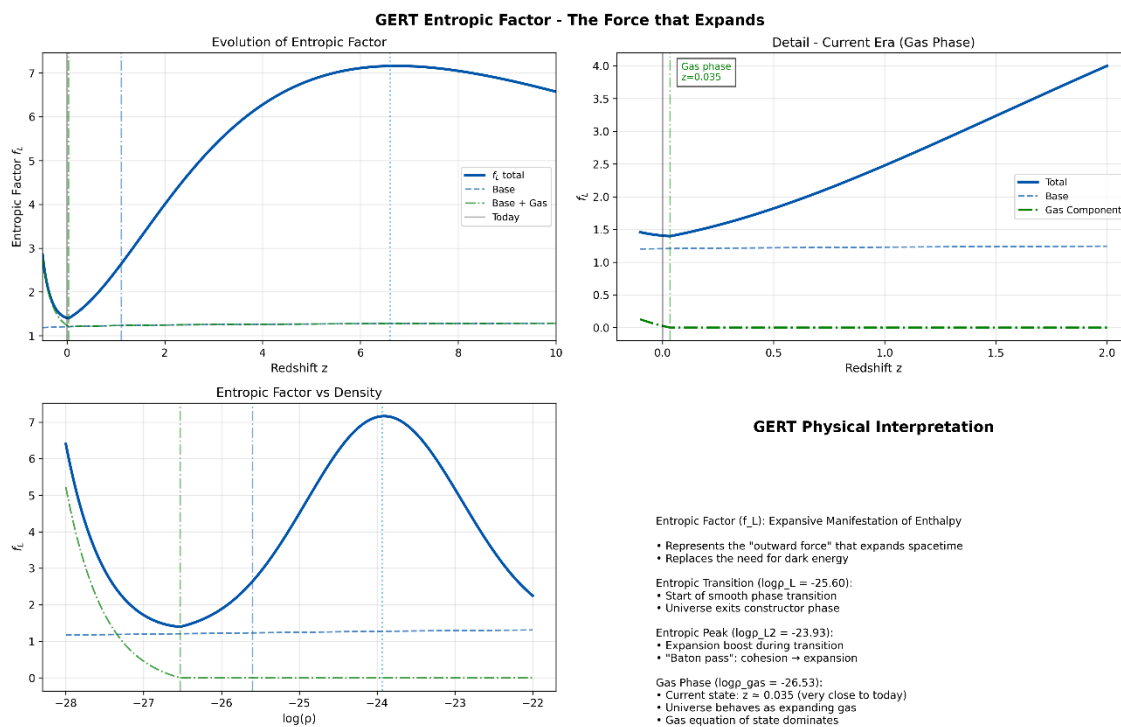 GERT Entropic Factor - The Force that Expands
Evolution of Entropic Factor
Entropic Factor f_L
7
6
5
4
3
2
1
f_L total
Base
Base + Gas
Today
0
2
4
6
8
10
Redshift z
Detail - Current Era (Gas Phase)
f_L
4.0
3.5
3.0
2.5
2.0
1.5
1.0
0.5
0.0
Gas phase
z=0.035
Total
Base
Gas Component
0.0
0.5
1.0
1.5
2.0
Redshift z
Entropic Factor vs Density
f_L
7
6
5
4
3
2
1
0
−28
−27
−26
−25
−24
−23
−22
log(ρ)
GERT Physical Interpretation
Entropic Factor (f_L): Expansive Manifestation of Enthalpy
• Represents the "outward force" that expands spacetime
• Replaces the need for dark energy
Entropic Transition (logρ_L = -25.60):
• Start of smooth phase transition
• Universe exits constructor phase
Entropic Peak (logρ_L2 = -23.93):
• Expansion boost during transition
• "Baton pass": cohesion → expansion
Gas Phase (logρ_gas = -26.53):
• Current state: z ≈ 0.035 (very close to today)
• Universe behaves as expanding gas
• Gas equation of state dominates